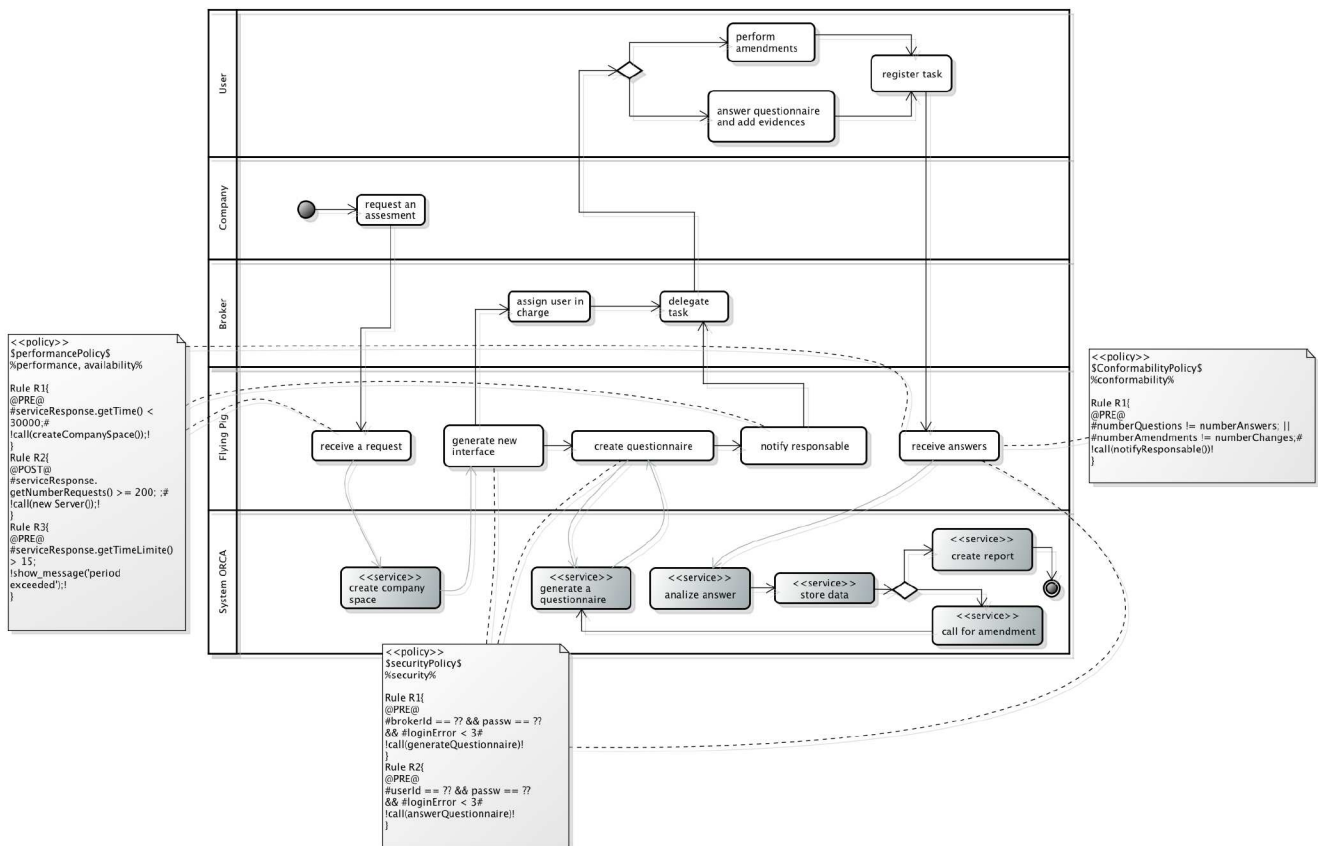 User
perform
amendments
register task
answer questionnaire
and add evidences
Company
request an
assesment
Broker
assign user in
charge
delegate
task
Flying Pig
receive a request
generate new
interface
create questionnaire
notify responsable
receive answers
System ORCA
<<service>>
create company
space
<<service>>
generate a
questionnaire
<<service>>
analize answer
<<service>>
store data
<<service>>
create report
<<service>>
call for amendment
<<policy>>
$performancePolicy$
%performance, availability%
Rule R1{
@PRE@
#serviceResponse.getTime() <
30000;#
!call(createCompanySpace());!
}
Rule R2{
@POST@
#serviceResponse.
getNumberRequests() >= 200; ;#
!call(new Server());!
}
Rule R3{
@PRE@
#serviceResponse.getTimeLimite()
> 15;
!show_message('period
exceeded');!
}
<<policy>>
$ConformabilityPolicy$
%conformability%
Rule R1{
@PRE@
#numberQuestions != numberAnswers; ||
#numberAmendments != numberChanges;#
!call(notifyResponsable())!
}
<<policy>>
$securityPolicy$
%security%
Rule R1{
@PRE@
#brokerId == ?? && passw == ??
&& #loginError < 3#
!call(generateQuestionnaire)!
}
Rule R2{
@PRE@
#userId == ?? && passw == ??
&& #loginError < 3#
!call(answerQuestionnaire)!
}